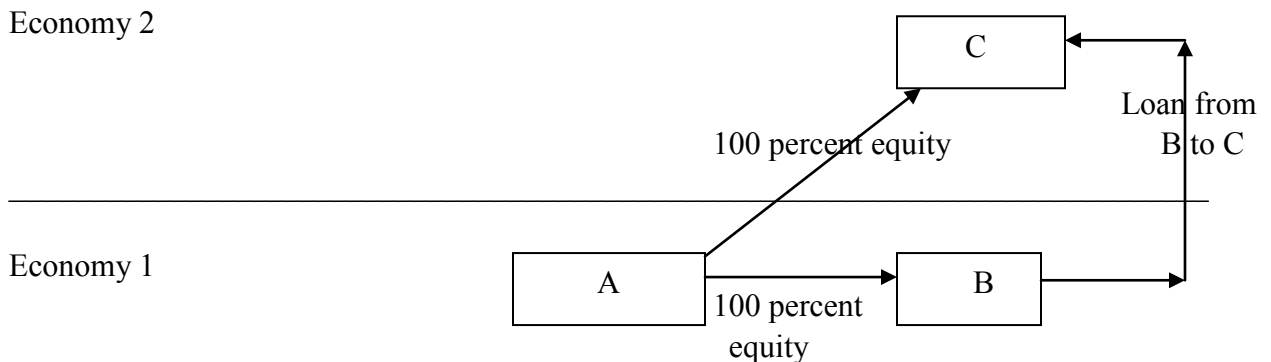 Economy 2
C
Loan from
B to C
100 percent equity
Economy 1
A
B
100 percent
equity